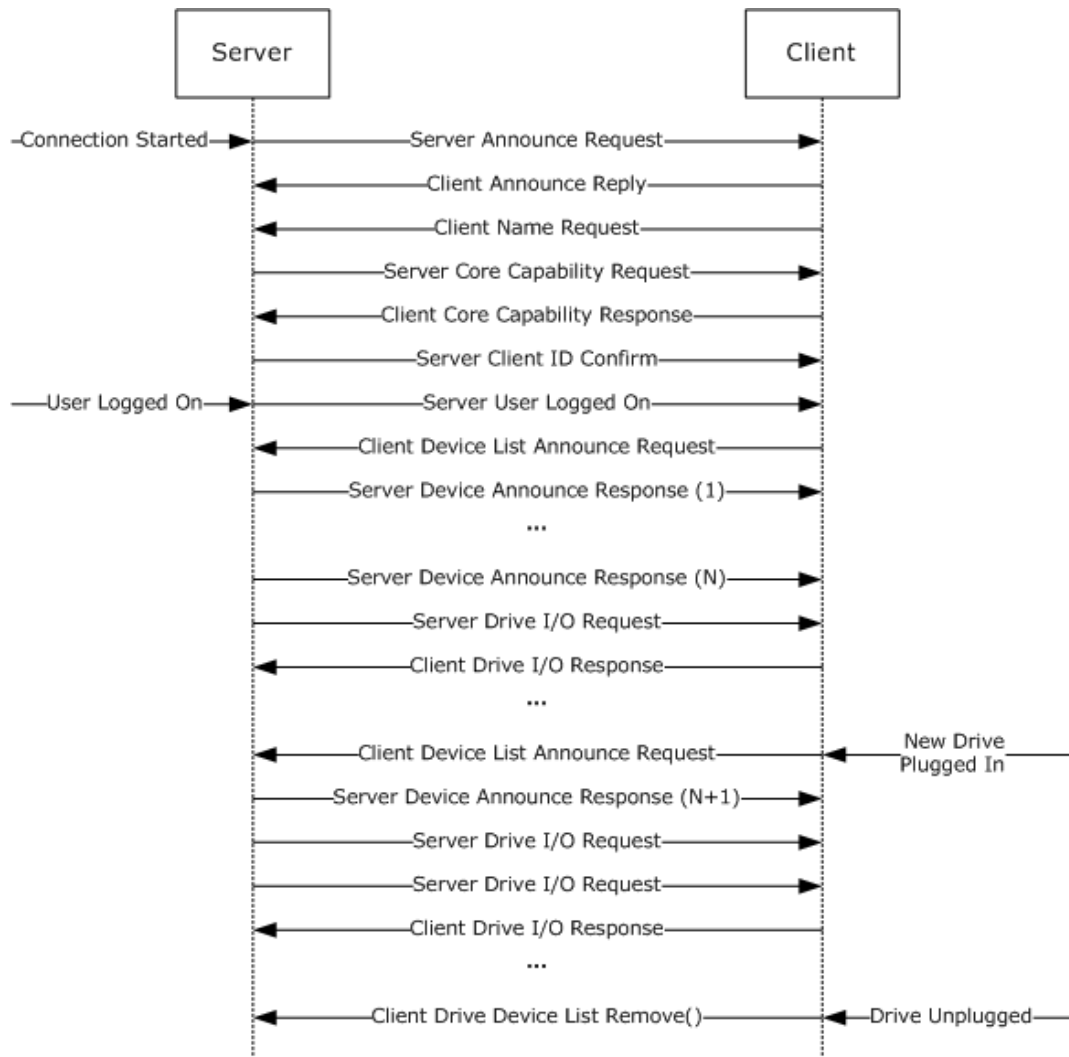 Server
Client
Connection Started
Server Announce Request
Client Announce Reply
Client Name Request
Server Core Capability Request
Client Core Capability Response
Server Client ID Confirm
User Logged On
Server User Logged On
Client Device List Announce Request
Server Device Announce Response (1)
...
Server Device Announce Response (N)
Server Drive I/O Request
Client Drive I/O Response
...
Client Device List Announce Request
New Drive
Plugged In
Server Device Announce Response (N+1)
Server Drive I/O Request
Server Drive I/O Request
Client Drive I/O Response
...
Client Drive Device List Remove()
Drive Unplugged